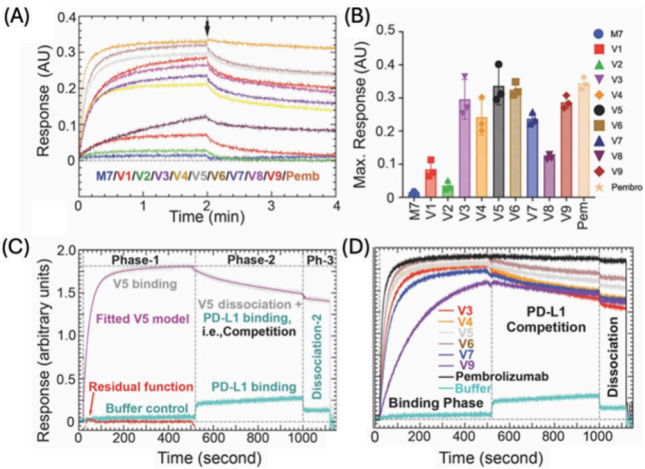 (A)
Response (AU)
0.4
0.3
0.2
0.1
0.0
M7/V1/V2/V3/V4/V5/V6/V7/V8/V9/Pemb
0 1 2 3 4
Time (min)
(B)
Max. Response (AU)
0.5
0.4
0.3
0.2
0.1
0.0
M7
V1
V2
V3
V4
V5
V6
V7
V8
V9
Pem
M7
V1
V2
V3
V4
V5
V6
V7
V8
V9
Pembro
(C)
Response (arbitrary units)
2.0
1.5
1.0
0.5
0
Phase-1 Phase-2 Ph-3
V5 binding
Fitted V5 model
V5 dissociation +
PD-L1 binding,
i.e.,Competition
Residual function
Buffer control
PD-L1 binding
Dissociation-2
0 200 400 600 800 1000
Time (second)
(D)
V3
V4
V5
V6
V7
V9
Pembrolizumab
Buffer
PD-L1
Competition
Binding Phase
Dissociation
0 200 400 600 800 1000
Time (second)